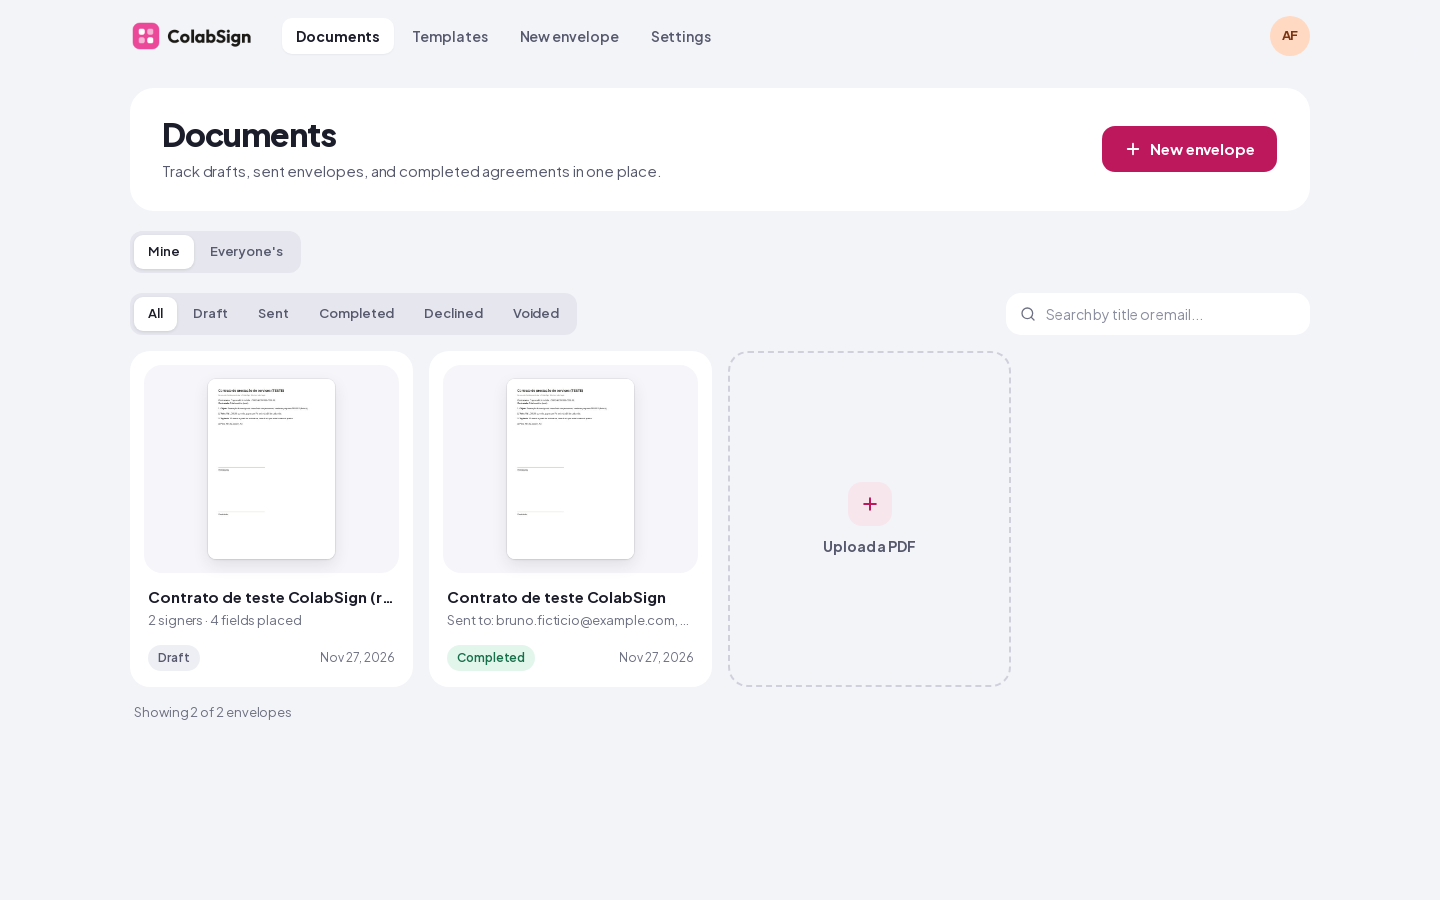 ColabSign
Documents
Templates
New envelope
Settings
AF
Documents
Track drafts, sent envelopes, and completed agreements in one place.
+ New envelope
Mine
Everyone's
All
Draft
Sent
Completed
Declined
Voided
Search by title or email...
Contrato de teste ColabSign (r...
2 signers · 4 fields placed
Draft
Nov 27, 2026
Contrato de teste ColabSign
Sent to: bruno.ficticio@example.com, ...
Completed
Nov 27, 2026
Upload a PDF
Showing 2 of 2 envelopes